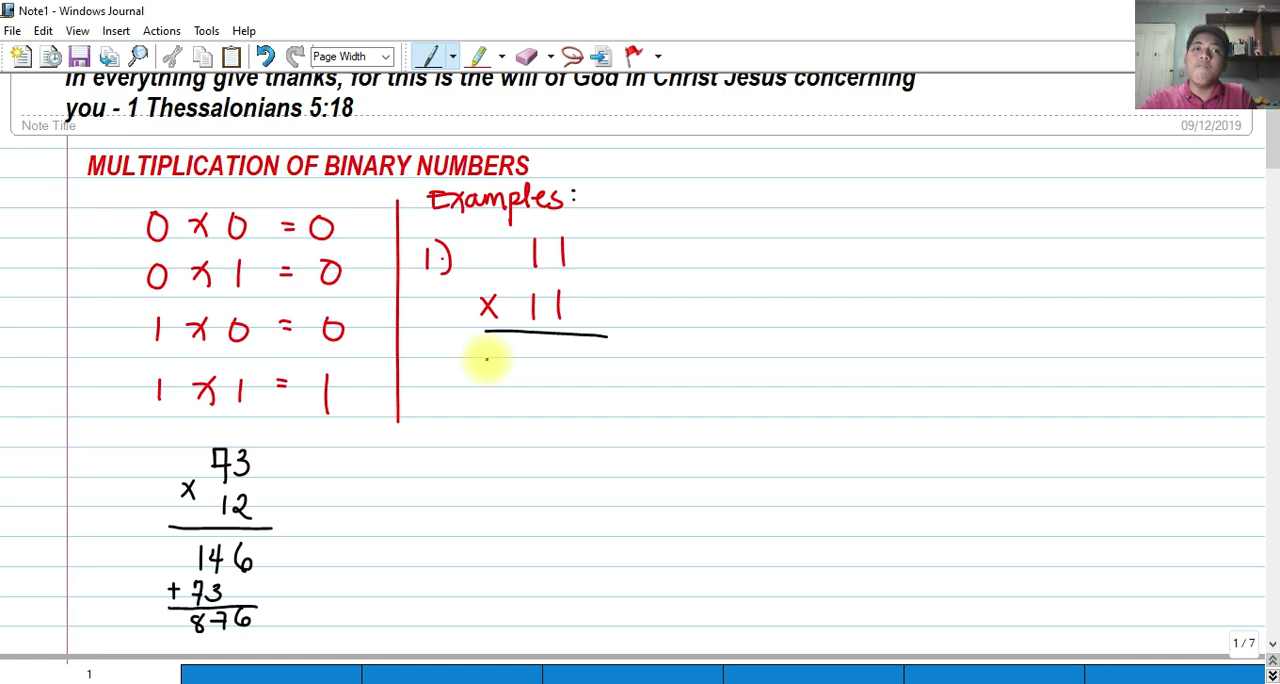 Note1 - Windows Journal
File Edit View Insert Actions Tools Help
Page Width
In everything give thanks, for this is the will of God in Christ Jesus concerning
you - 1 Thessalonians 5:18
Note Title
09/12/2019
MULTIPLICATION OF BINARY NUMBERS
0 x 0 = 0
0 x 1 = 0
1 x 0 = 0
1 x 1 = 1
Examples:
1.) 11
x 11
73
x 12
146
+ 73
876
1 / 7
1